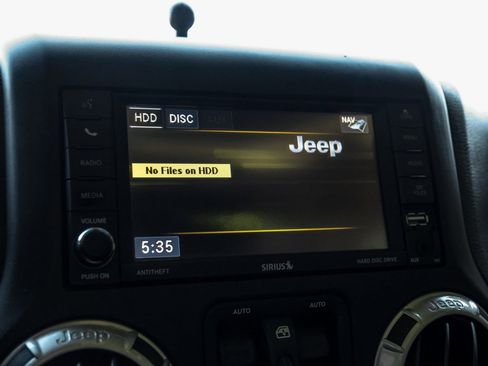 HDD DISC
NAV
Jeep
No Files on HDD
5:35
RADIO
MEDIA
VOLUME
PUSH ON
ANTITHEFT
SIRIUS
HARD DISC DRIVE
AUX
MENU
AUTO AUTO
Jeep
Jeep